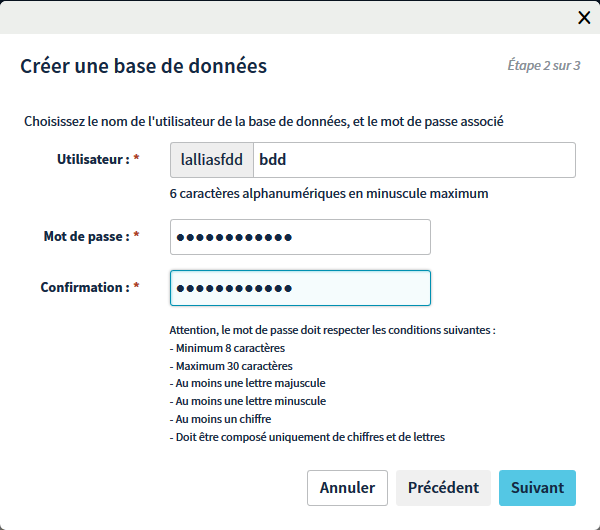 Créer une base de données
Étape 2 sur 3
Choisissez le nom de l'utilisateur de la base de données, et le mot de passe associé
Utilisateur : * lalliasfdd bdd
6 caractères alphanumériques en minuscule maximum
Mot de passe : * ●●●●●●●●●●●●
Confirmation : * ●●●●●●●●●●●●
Attention, le mot de passe doit respecter les conditions suivantes :
- Minimum 8 caractères
- Maximum 30 caractères
- Au moins une lettre majuscule
- Au moins une lettre minuscule
- Au moins un chiffre
- Doit être composé uniquement de chiffres et de lettres
Annuler Précédent Suivant